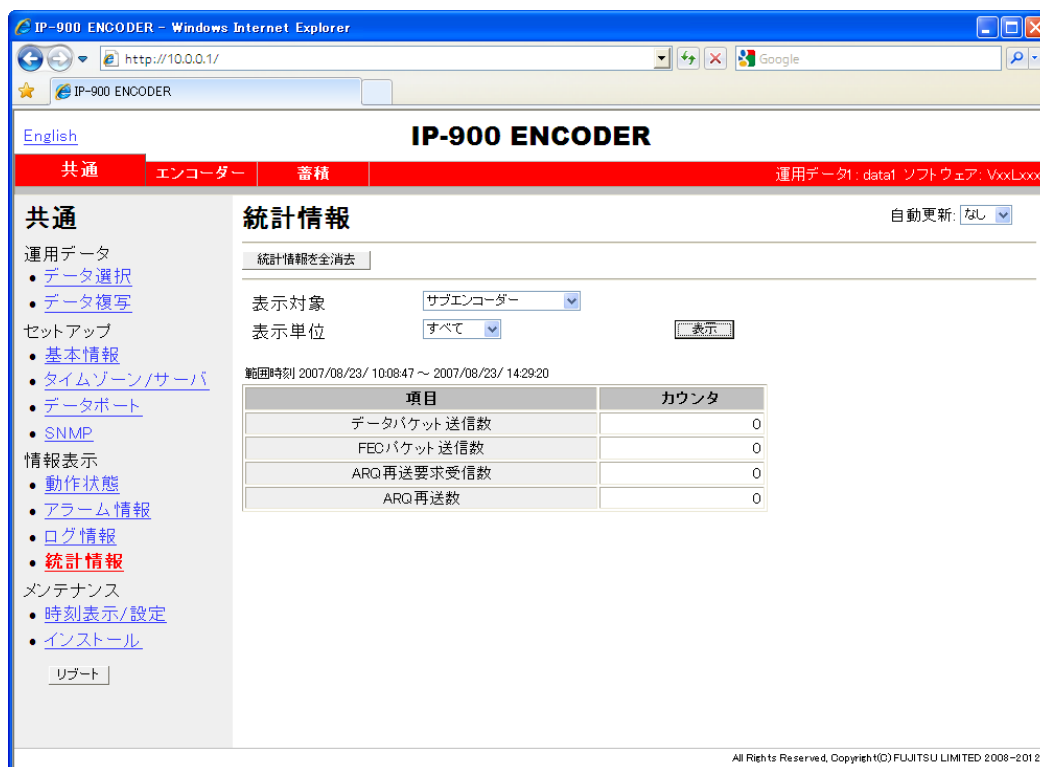 IP-900 ENCODER - Windows Internet Explorer
http://10.0.0.1/
Google
IP-900 ENCODER
English
IP-900 ENCODER
共通 エンコーダー 蓄積 運用データ1: data1 ソフトウェア: VxxLxxx
共通
運用データ
データ選択
データ複写
セットアップ
基本情報
タイムゾーン/サーバ
データポート
SNMP
情報表示
動作状態
アラーム情報
ログ情報
統計情報
メンテナンス
時刻表示/設定
インストール
リブート
統計情報
自動更新: なし
統計情報を全消去
表示対象 サブエンコーダー
表示単位 すべて 表示
範囲時刻 2007/08/23/ 10:08:47 ～ 2007/08/23/ 14:29:20
項目 カウンタ
データパケット送信数 0
FECパケット送信数 0
ARQ再送要求受信数 0
ARQ再送数 0
All Rights Reserved, Copyright(C) FUJITSU LIMITED 2008-2012